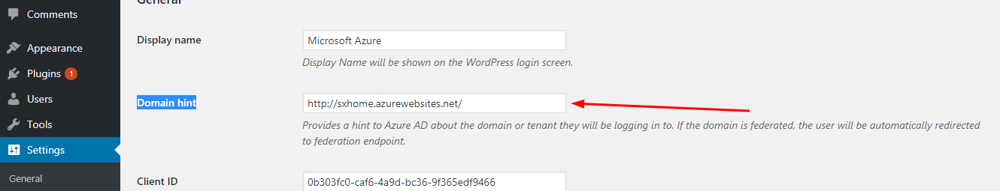 General
Comments
Appearance
Plugins 1
Users
Tools
Settings
General
Display name
Microsoft Azure
Display Name will be shown on the WordPress login screen.
Domain hint
http://sxhome.azurewebsites.net/
Provides a hint to Azure AD about the domain or tenant they will be logging in to. If the domain is federated, the user will be automatically redirected
to federation endpoint.
Client ID
0b303fc0-caf6-4a9d-bc36-9f365edf9466